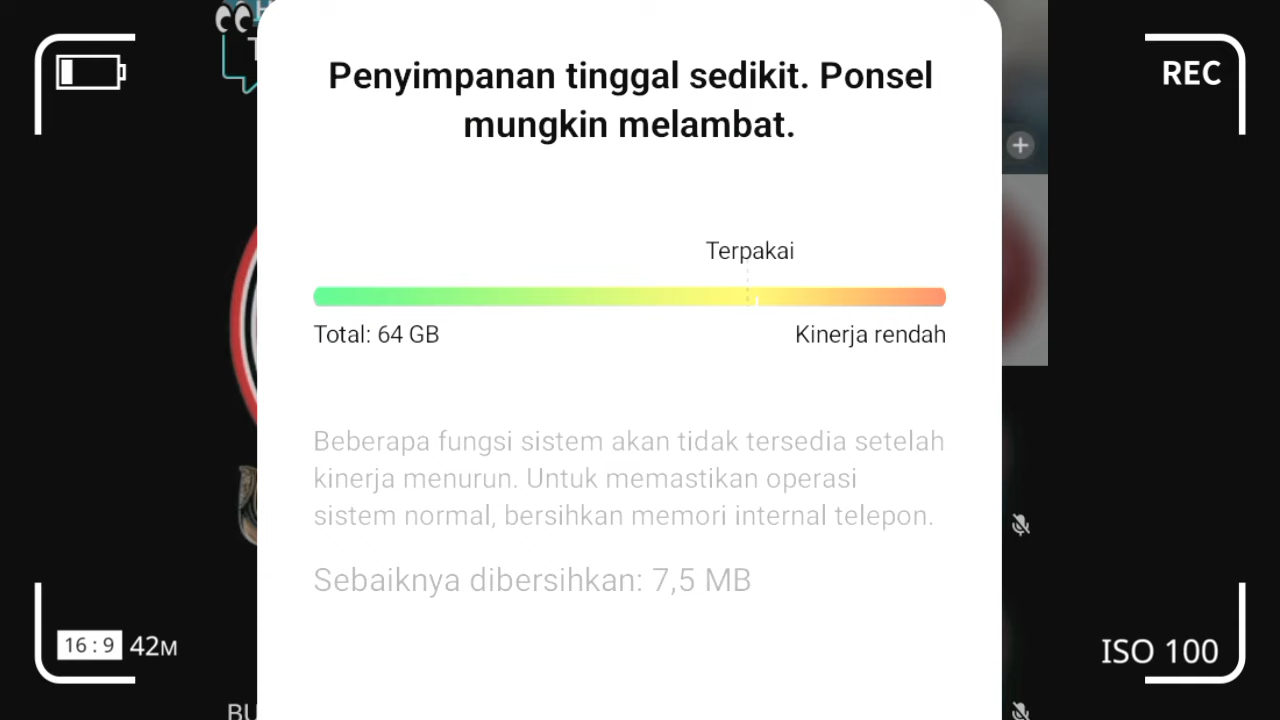 REC
Penyimpanan tinggal sedikit. Ponsel
mungkin melambat.
Terpakai
Total: 64 GB
Kinerja rendah
Beberapa fungsi sistem akan tidak tersedia setelah
kinerja menurun. Untuk memastikan operasi
sistem normal, bersihkan memori internal telepon.
Sebaiknya dibersihkan: 7,5 MB
16:9 42M
ISO 100
BU